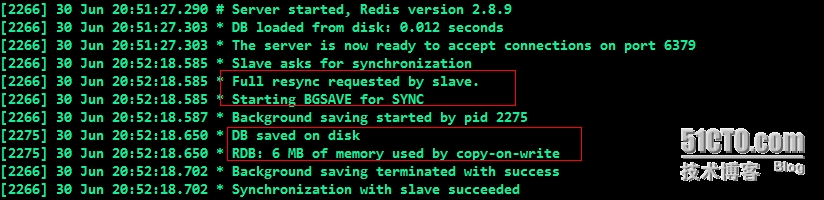 [2266] 30 Jun 20:51:27.290 # Server started, Redis version 2.8.9
[2266] 30 Jun 20:51:27.303 * DB loaded from disk: 0.012 seconds
[2266] 30 Jun 20:51:27.303 * The server is now ready to accept connections on port 6379
[2266] 30 Jun 20:52:18.585 * Slave asks for synchronization
[2266] 30 Jun 20:52:18.585 * Full resync requested by slave.
[2266] 30 Jun 20:52:18.585 * Starting BGSAVE for SYNC
[2266] 30 Jun 20:52:18.587 * Background saving started by pid 2275
[2275] 30 Jun 20:52:18.650 * DB saved on disk
[2275] 30 Jun 20:52:18.650 * RDB: 6 MB of memory used by copy-on-write
[2266] 30 Jun 20:52:18.702 * Background saving terminated with success
[2266] 30 Jun 20:52:18.702 * Synchronization with slave succeeded
51CTO.com
技术博客 Blog